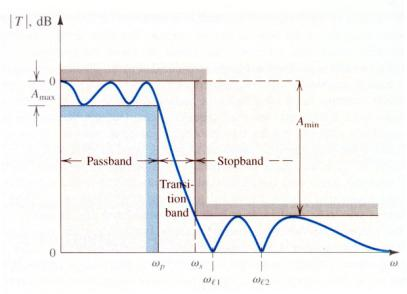 |T|, dB
0
A_max
A_min
Passband
Stopband
Transi-
tion
band
0
ω_p
ω_s
ω_ℓ1
ω_ℓ2
ω